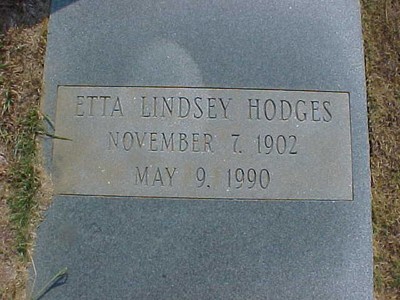 ETTA LINDSEY HODGES
NOVEMBER 7, 1902
MAY 9, 1990